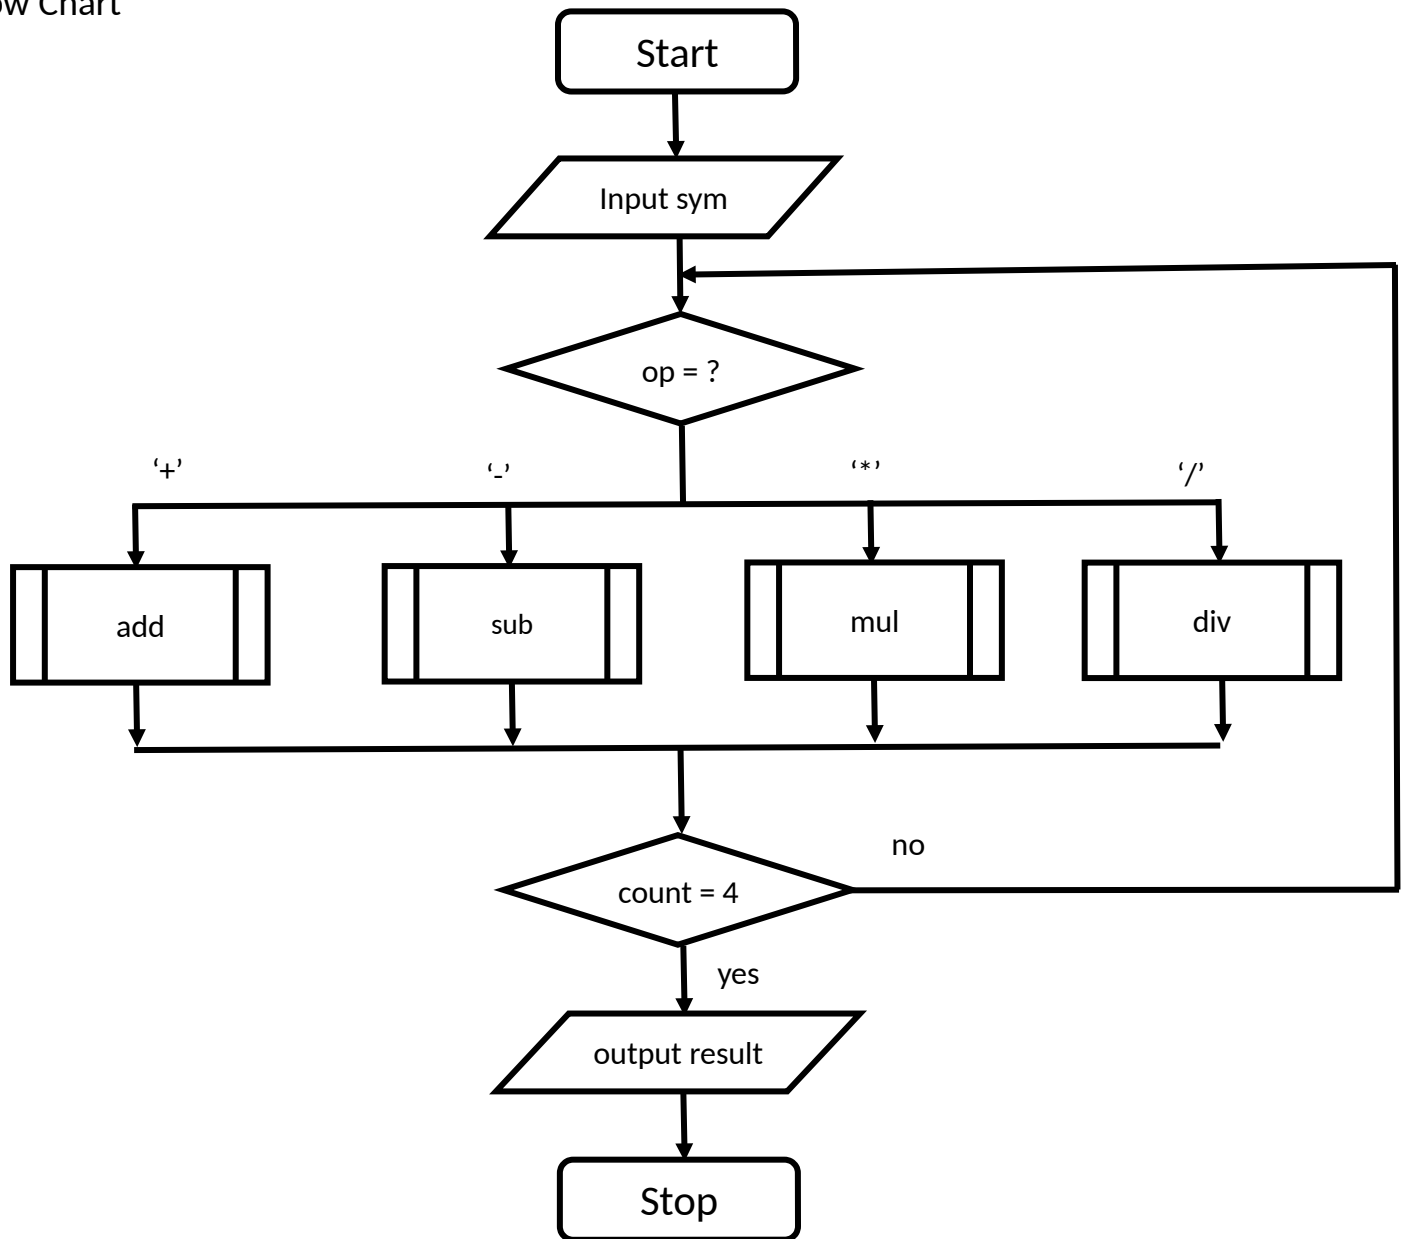 ow Chart
Start
Input sym
op = ?
‘+’
‘-’
‘*’
‘/’
add
sub
mul
div
count = 4
no
yes
output result
Stop